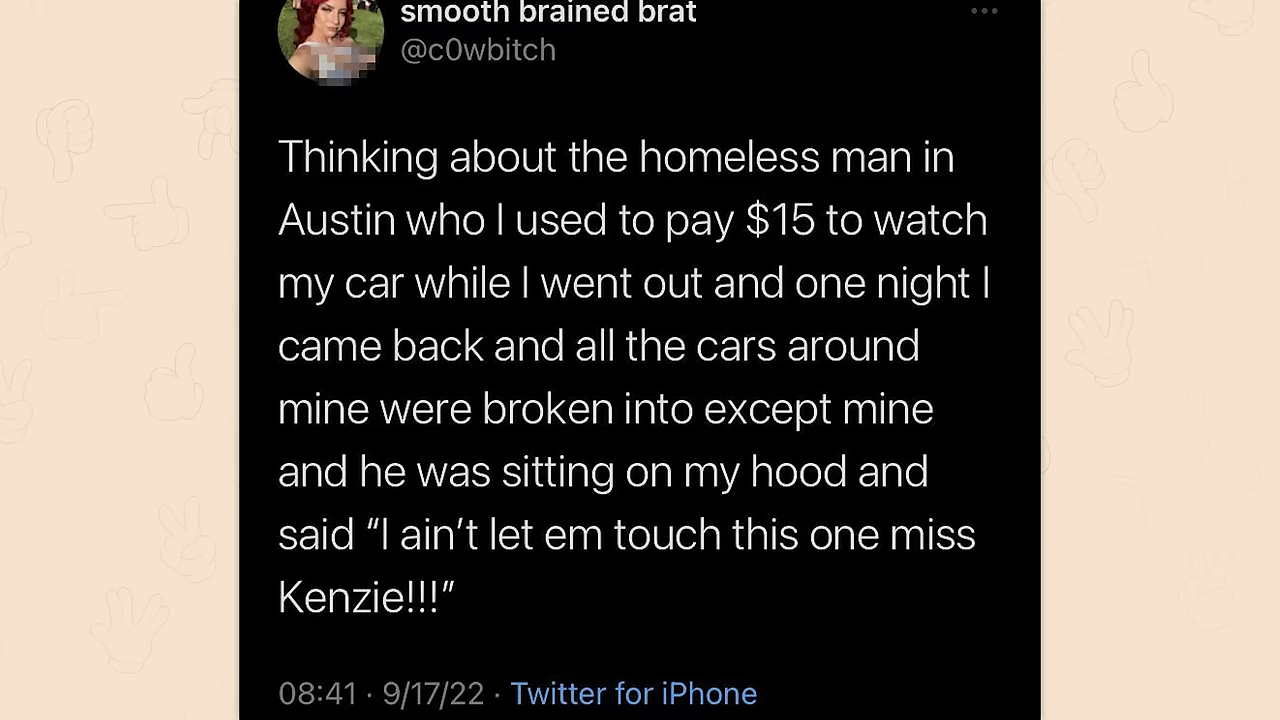 smooth brained brat
@c0wbitch
Thinking about the homeless man in
Austin who I used to pay $15 to watch
my car while I went out and one night I
came back and all the cars around
mine were broken into except mine
and he was sitting on my hood and
said “I ain’t let em touch this one miss
Kenzie!!!”
08:41 · 9/17/22 · Twitter for iPhone